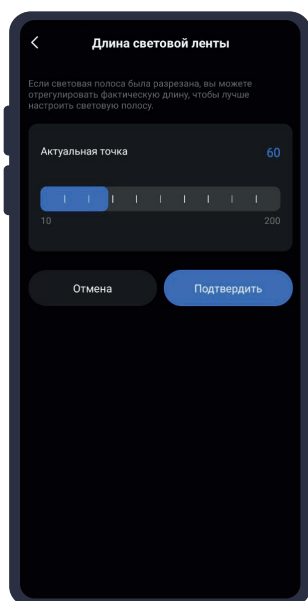 Длина световой ленты
Если световая полоса была разрезана, вы можете
отрегулировать фактическую длину, чтобы лучше
настроить световую полосу.
Актуальная точка 60
10 200
Отмена Подтвердить